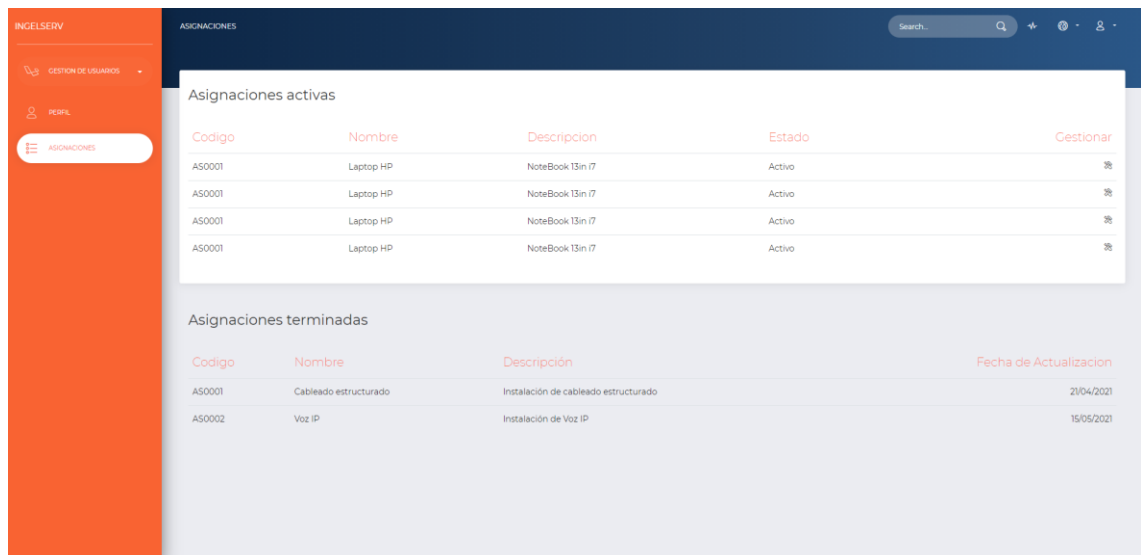 INGELSERV
ASIGNACIONES
Search...
GESTION DE USUARIOS
PERFIL
ASIGNACIONES
Asignaciones activas
Codigo Nombre Descripcion Estado Gestionar
AS0001 Laptop HP NoteBook 13in i7 Activo
AS0001 Laptop HP NoteBook 13in i7 Activo
AS0001 Laptop HP NoteBook 13in i7 Activo
AS0001 Laptop HP NoteBook 13in i7 Activo
Asignaciones terminadas
Codigo Nombre Descripción Fecha de Actualizacion
AS0001 Cableado estructurado Instalación de cableado estructurado 21/04/2021
AS0002 Voz IP Instalación de Voz IP 15/05/2021